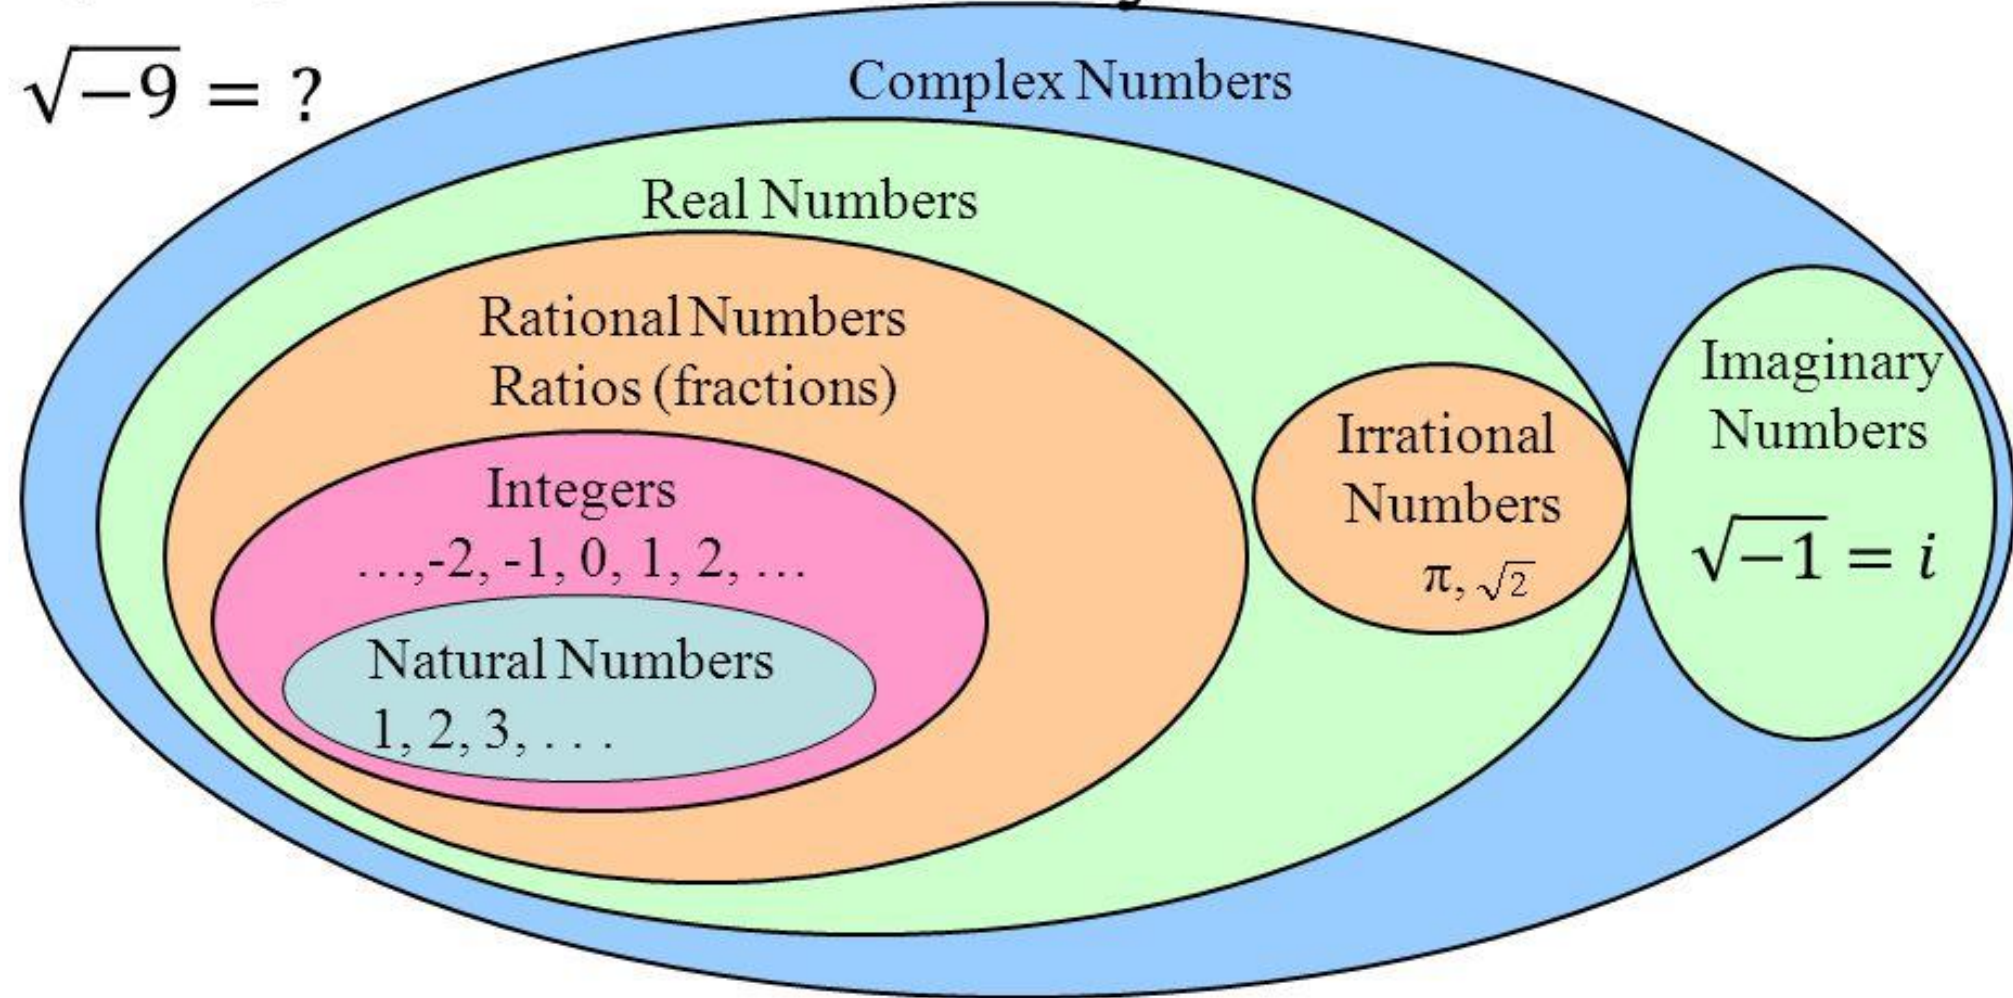 √−9 = ?
Complex Numbers
Real Numbers
Rational Numbers
Ratios (fractions)
Integers
…,-2, -1, 0, 1, 2, …
Natural Numbers
1, 2, 3, . . .
Irrational
Numbers
π, √2
Imaginary
Numbers
√−1 = i